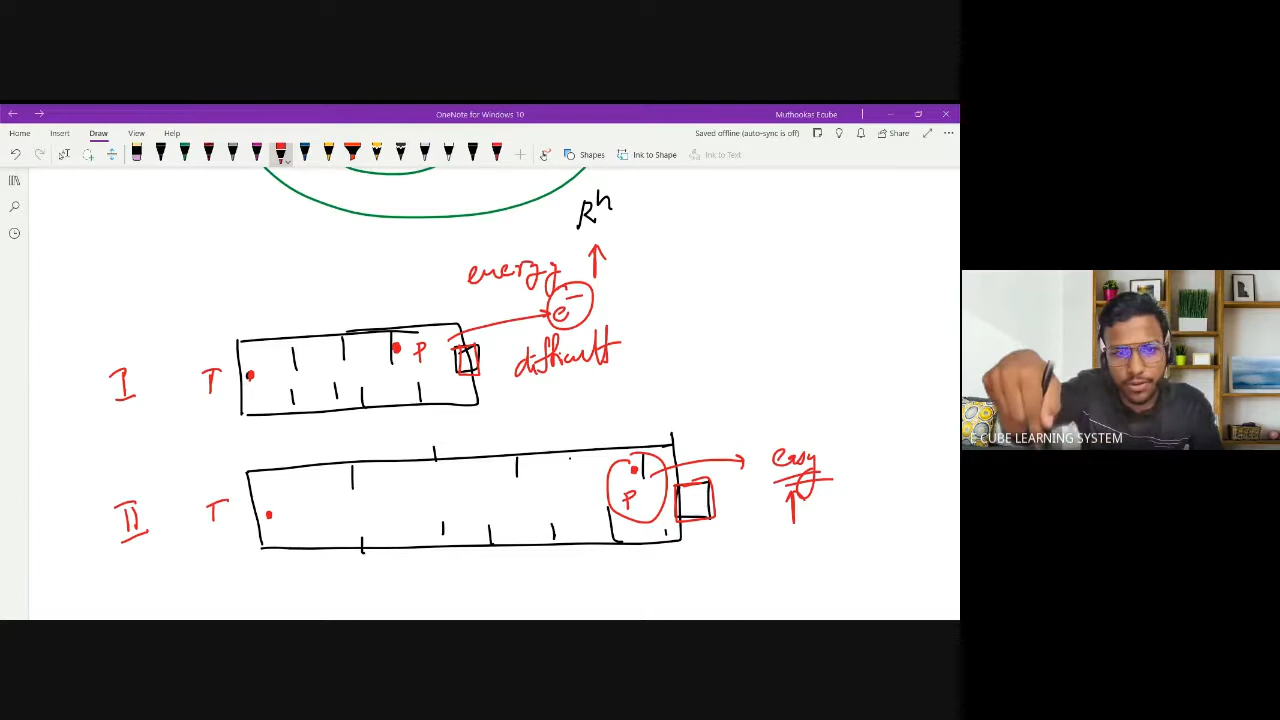 OneNote for Windows 10
Muthookas Ecube
Home Insert Draw View Help
Saved offline (auto-sync is off)
Share
Shapes
Ink to Shape
Ink to Text
Rh
energy
e-
difficult
I T P
E CUBE LEARNING SYSTEM
easy
II T P